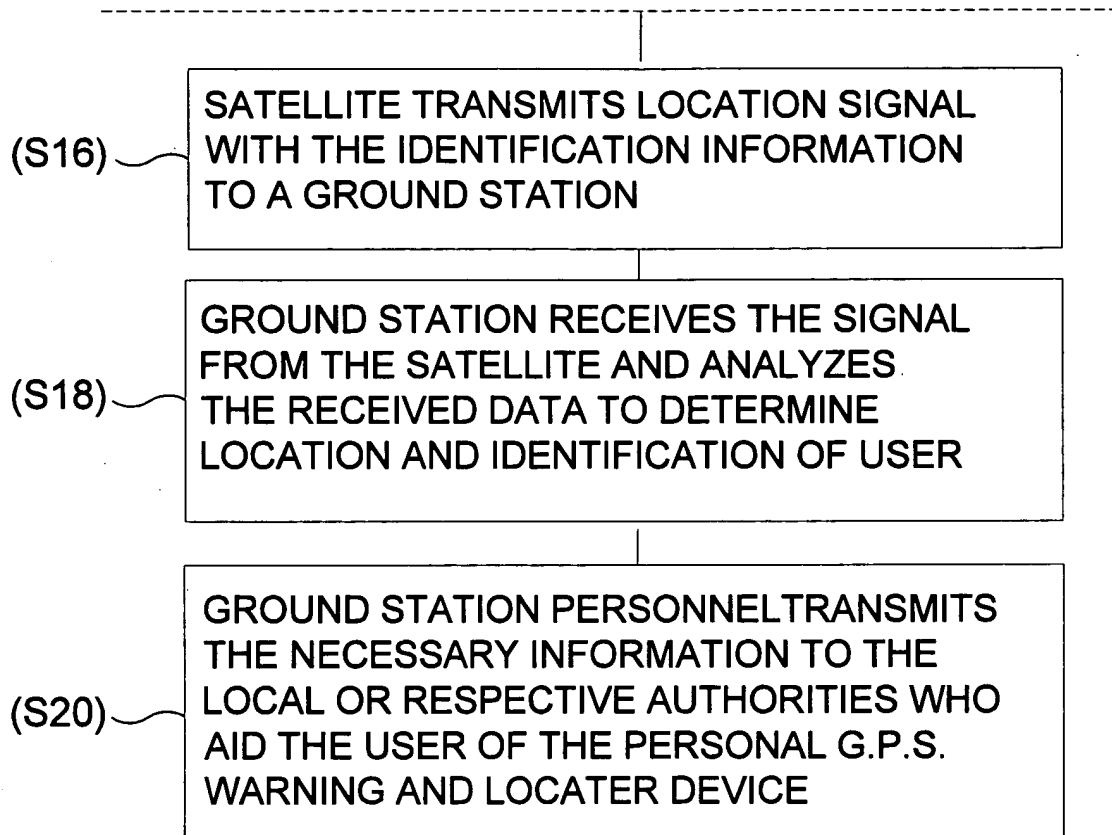 SATELLITE TRANSMITS LOCATION SIGNAL
(S16) WITH THE IDENTIFICATION INFORMATION
TO A GROUND STATION
GROUND STATION RECEIVES THE SIGNAL
FROM THE SATELLITE AND ANALYZES
(S18) THE RECEIVED DATA TO DETERMINE
LOCATION AND IDENTIFICATION OF USER
GROUND STATION PERSONNELTRANSMITS
THE NECESSARY INFORMATION TO THE
(S20) LOCAL OR RESPECTIVE AUTHORITIES WHO
AID THE USER OF THE PERSONAL G.P.S.
WARNING AND LOCATER DEVICE